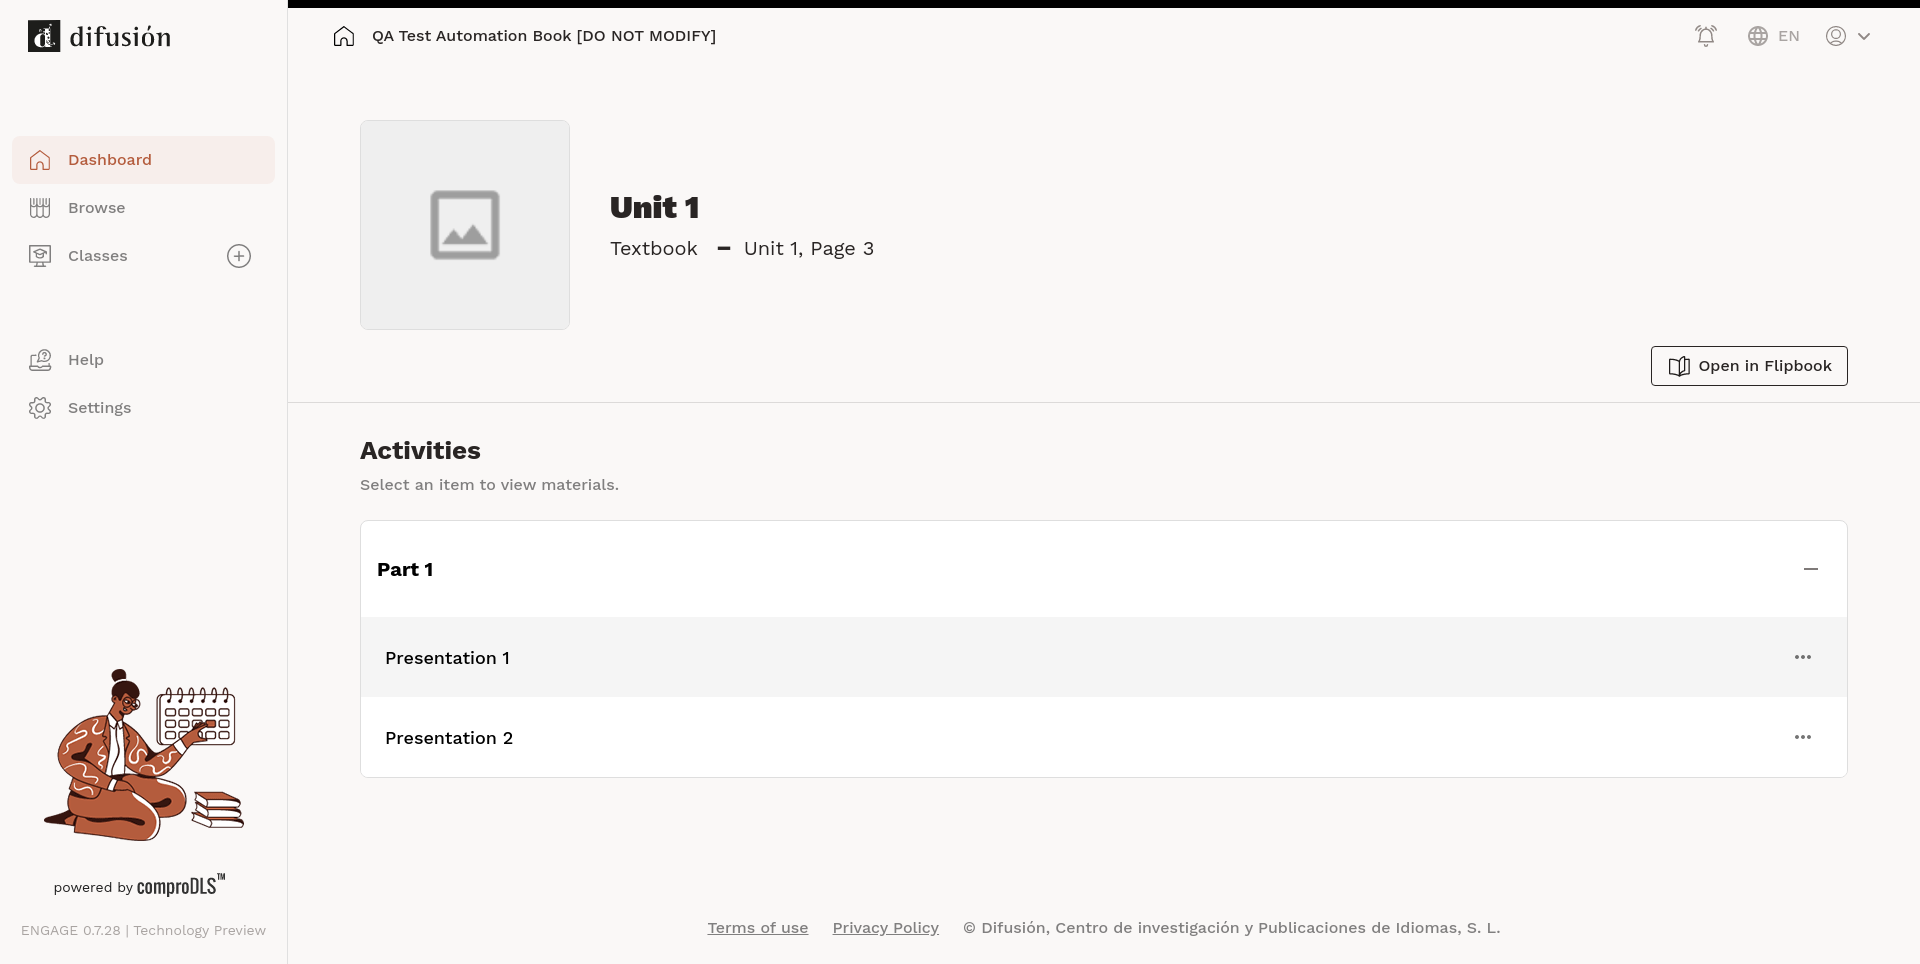 difusión
QA Test Automation Book [DO NOT MODIFY]
EN
Dashboard
Browse
Classes
Help
Settings
Unit 1
Textbook – Unit 1, Page 3
Open in Flipbook
Activities
Select an item to view materials.
Part 1
Presentation 1
Presentation 2
powered by comproDLS™
ENGAGE 0.7.28 | Technology Preview
Terms of use Privacy Policy © Difusión, Centro de investigación y Publicaciones de Idiomas, S. L.